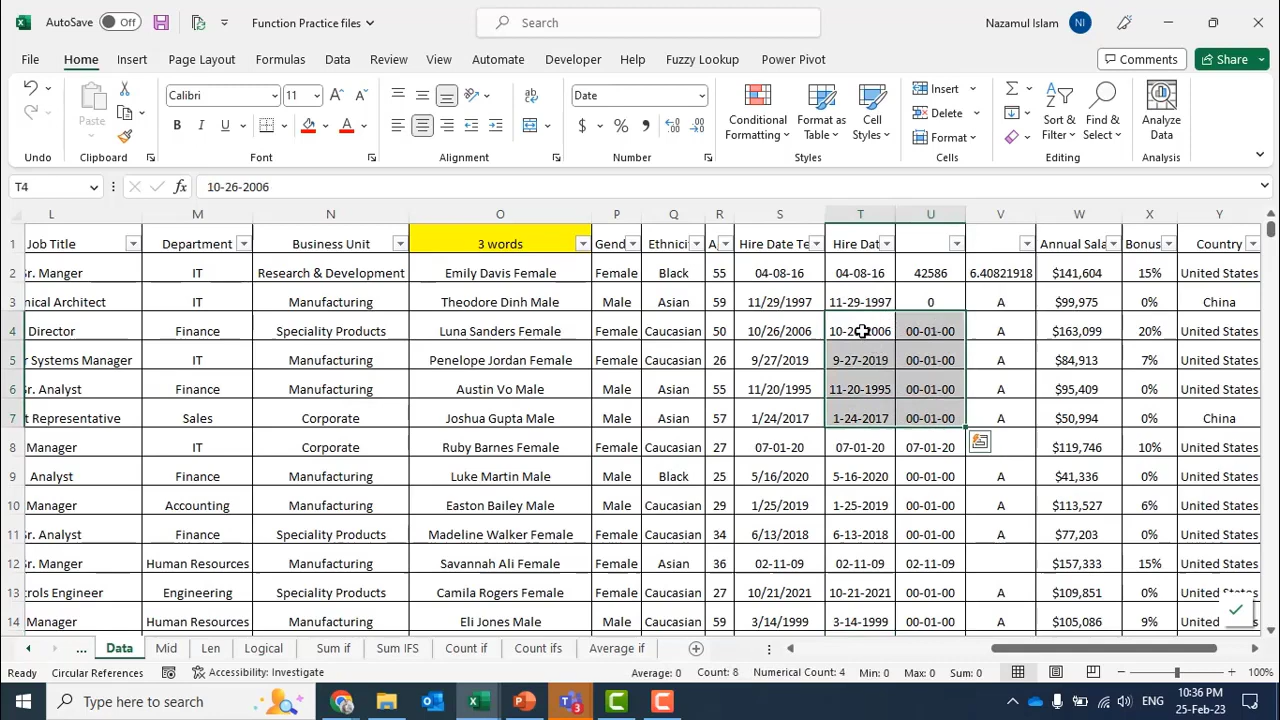 AutoSave Off Function Practice files Search Nazamul Islam NI
File Home Insert Page Layout Formulas Data Review View Automate Developer Help Fuzzy Lookup Power Pivot Comments Share
Paste Calibri 11 Date Conditional Formatting Format as Table Cell Styles Insert Delete Format Sort & Filter Find & Select Analyze Data
Undo Clipboard Font Alignment Number Styles Cells Editing Analysis
T4 fx 10-26-2006
L M N O P Q R S T U V W X Y
1 Job Title Department Business Unit 3 words Gend Ethnici A Hire Date Te Hire Dat Annual Sala Bonus Country
2 r. Manger IT Research & Development Emily Davis Female Female Black 55 04-08-16 04-08-16 42586 6.40821918 $141,604 15% United States
3 nical Architect IT Manufacturing Theodore Dinh Male Male Asian 59 11/29/1997 11-29-1997 0 A $99,975 0% China
4 Director Finance Speciality Products Luna Sanders Female Female Caucasian 50 10/26/2006 10-26-2006 00-01-00 A $163,099 20% United States
5 r Systems Manager IT Manufacturing Penelope Jordan Female Female Caucasian 26 9/27/2019 9-27-2019 00-01-00 A $84,913 7% United States
6 r. Analyst Finance Manufacturing Austin Vo Male Male Asian 55 11/20/1995 11-20-1995 00-01-00 A $95,409 0% United States
7 t Representative Sales Corporate Joshua Gupta Male Male Asian 57 1/24/2017 1-24-2017 00-01-00 A $50,994 0% China
8 Manager IT Corporate Ruby Barnes Female Female Caucasian 27 07-01-20 07-01-20 07-01-20 $119,746 10% United States
9 Analyst Finance Manufacturing Luke Martin Male Male Black 25 5/16/2020 5-16-2020 00-01-00 A $41,336 0% United States
10 Manager Accounting Manufacturing Easton Bailey Male Male Caucasian 29 1/25/2019 1-25-2019 00-01-00 A $113,527 6% United States
11 r. Analyst Finance Speciality Products Madeline Walker Female Female Caucasian 34 6/13/2018 6-13-2018 00-01-00 A $77,203 0% United States
12 r. Manger Human Resources Manufacturing Savannah Ali Female Female Asian 36 02-11-09 02-11-09 02-11-09 $157,333 15% United States
13 rols Engineer Engineering Speciality Products Camila Rogers Female Female Caucasian 27 10/21/2021 10-21-2021 00-01-00 A $109,851 0% United States
14 Manager Human Resources Manufacturing Eli Jones Male Male Caucasian 59 3/14/1999 3-14-1999 00-01-00 A $105,086 9% United States
... Data Mid Len Logical Sum if Sum IFS Count if Count ifs Average if
Ready Circular References Accessibility: Investigate Average: 0 Count: 8 Numerical Count: 4 Min: 0 Max: 0 Sum: 0 100%
Type here to search ENG 10:36 PM
25-Feb-23